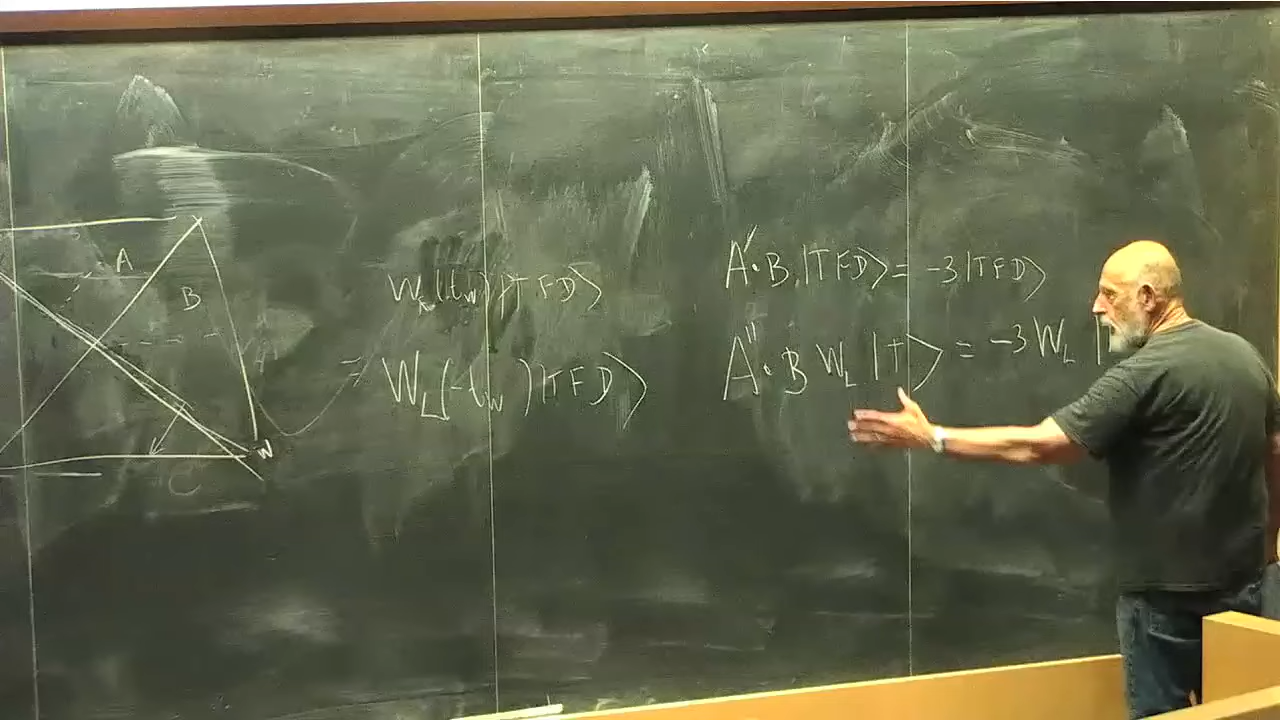 A
B
W
C
W_L(t_w)|TFD⟩
= W_L(-t_w)|TFD⟩
A'·B |TFD⟩ = -3|TFD⟩
A''·B W_L |T⟩ = -3 W_L |